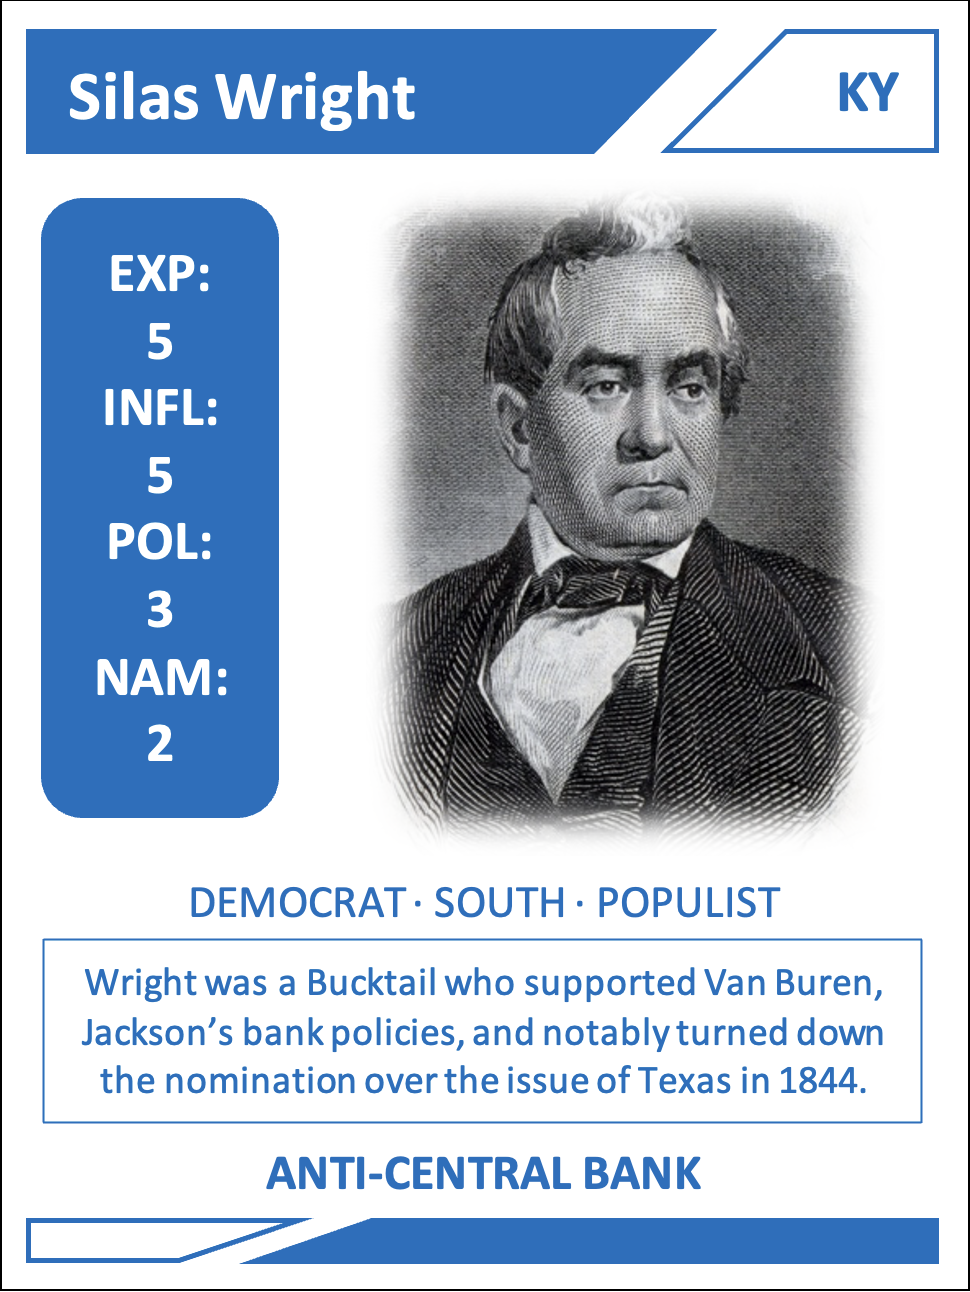 Silas Wright
KY
EXP:
5
INFL:
5
POL:
3
NAM:
2
DEMOCRAT · SOUTH · POPULIST
Wright was a Bucktail who supported Van Buren,
Jackson’s bank policies, and notably turned down
the nomination over the issue of Texas in 1844.
ANTI-CENTRAL BANK